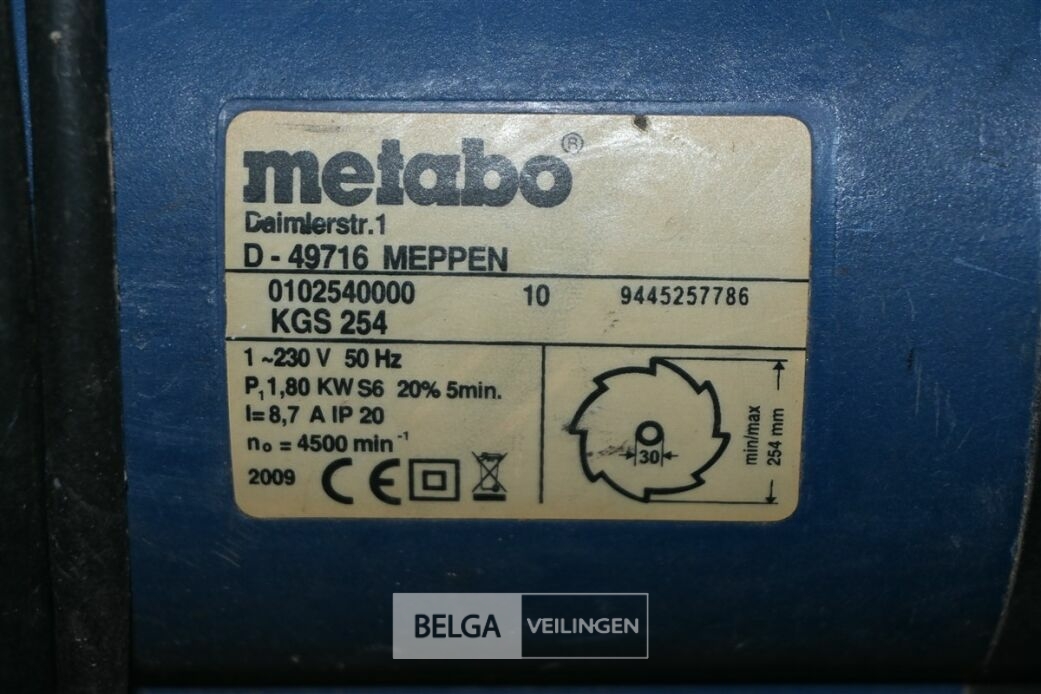 metabo®
Daimlerstr.1
D - 49716 MEPPEN
0102540000 10 9445257786
KGS 254
1 ~230 V 50 Hz
P₁ 1,80 KW S6 20% 5min.
I= 8,7 A IP 20
n₀ = 4500 min⁻¹
2009 CE
30
min/max
254 mm
BELGA VEILINGEN